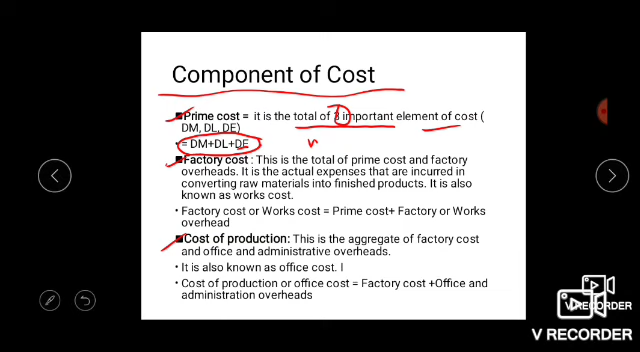 Component of Cost
Prime cost = it is the total of 3 important element of cost (
DM, DL, DE)
• = DM+DL+DE
Factory cost : This is the total of prime cost and factory
overheads. It is the actual expenses that are incurred in
converting raw materials into finished products. It is also
known as works cost.
• Factory cost or Works cost = Prime cost+ Factory or Works
overhead
Cost of production: This is the aggregate of factory cost
and office and administrative overheads.
• It is also known as office cost. I
• Cost of production or office cost = Factory cost +Office and
administration overheads
V RECORDER
V RECORDER